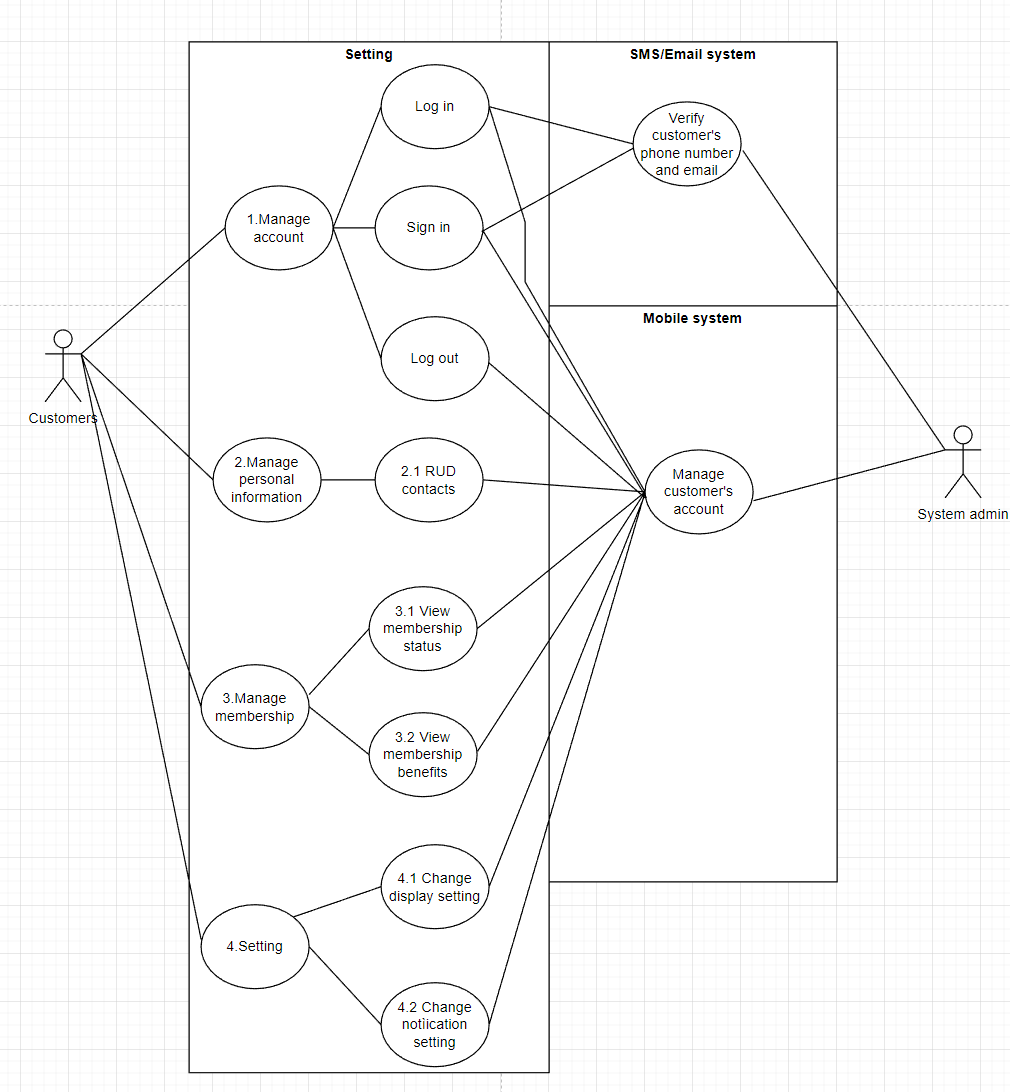 Setting
SMS/Email system
Log in
Verify
customer's
phone number
and email
1.Manage
account
Sign in
Mobile system
Log out
Customers
2.Manage
personal
information
2.1 RUD
contacts
Manage
customer's
account
System admin
3.1 View
membership
status
3.Manage
membership
3.2 View
membership
benefits
4.1 Change
display setting
4.Setting
4.2 Change
notiication
setting